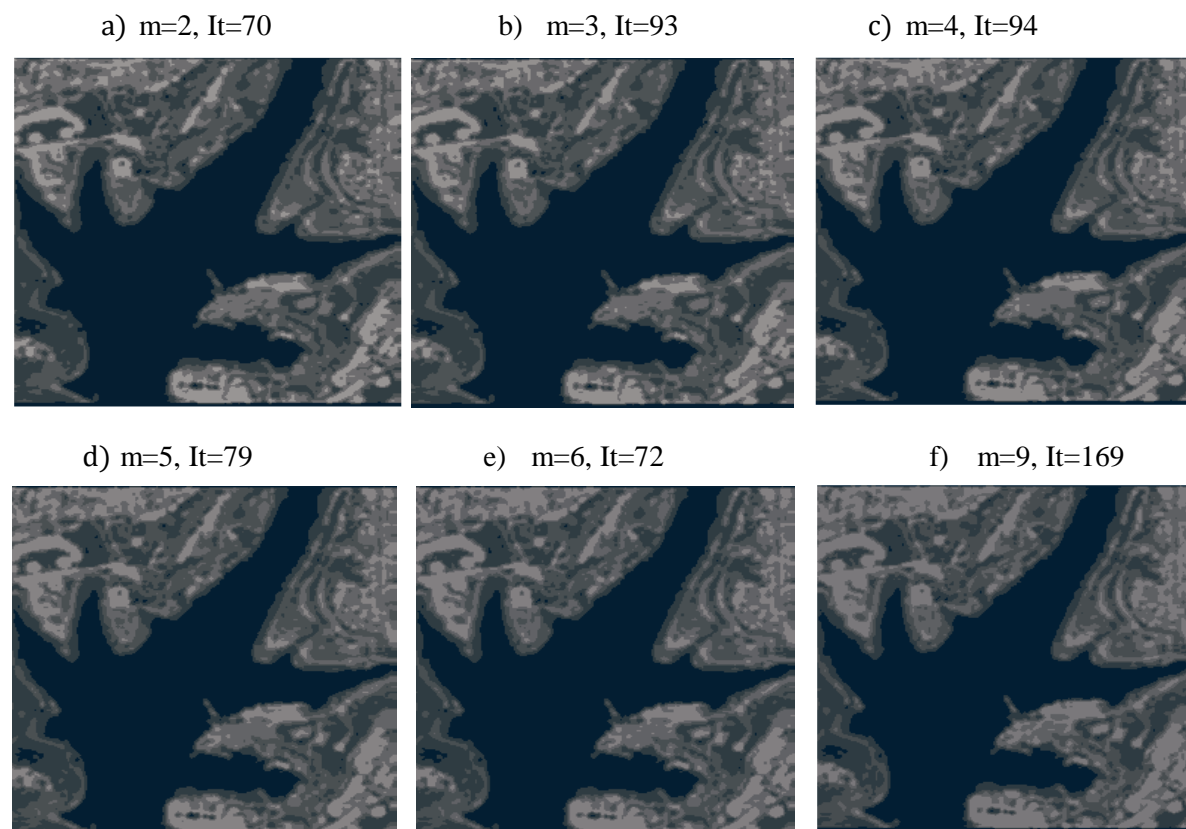 a) m=2, It=70
b) m=3, It=93
c) m=4, It=94
d) m=5, It=79
e) m=6, It=72
f) m=9, It=169